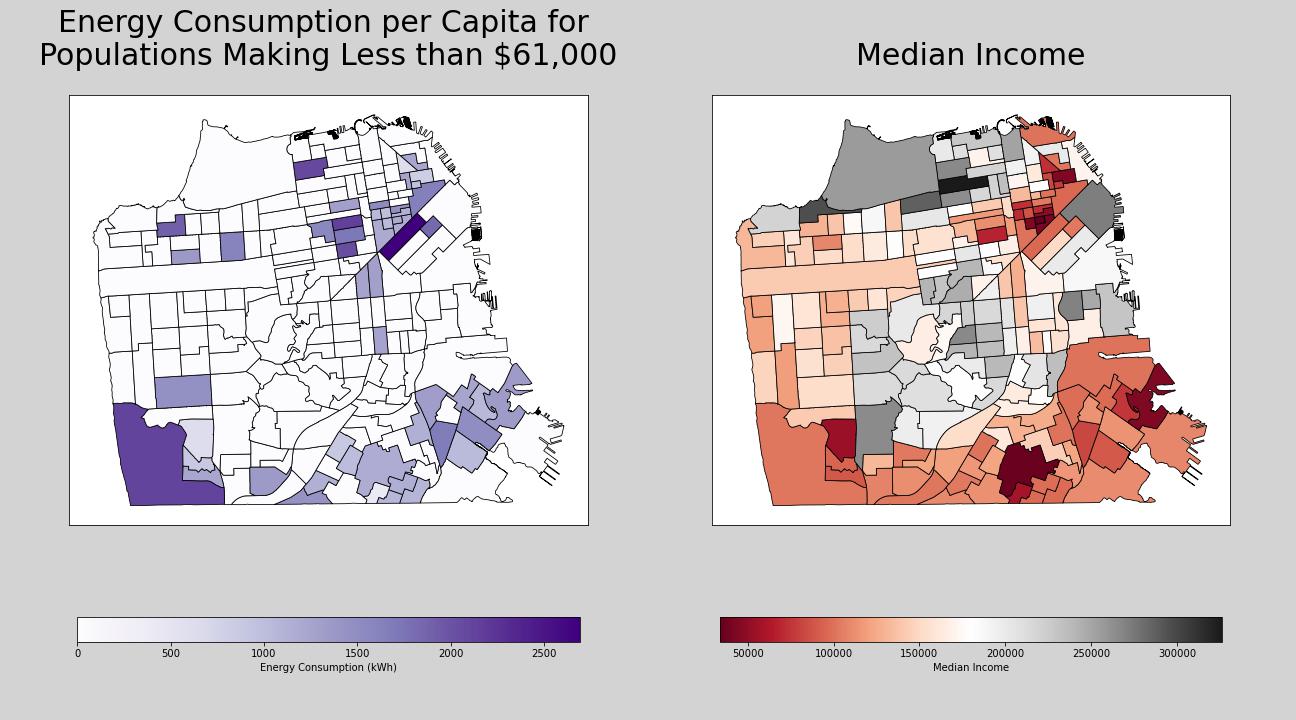 Energy Consumption per Capita for
Populations Making Less than $61,000
Median Income
0 500 1000 1500 2000 2500
Energy Consumption (kWh)
50000 100000 150000 200000 250000 300000
Median Income